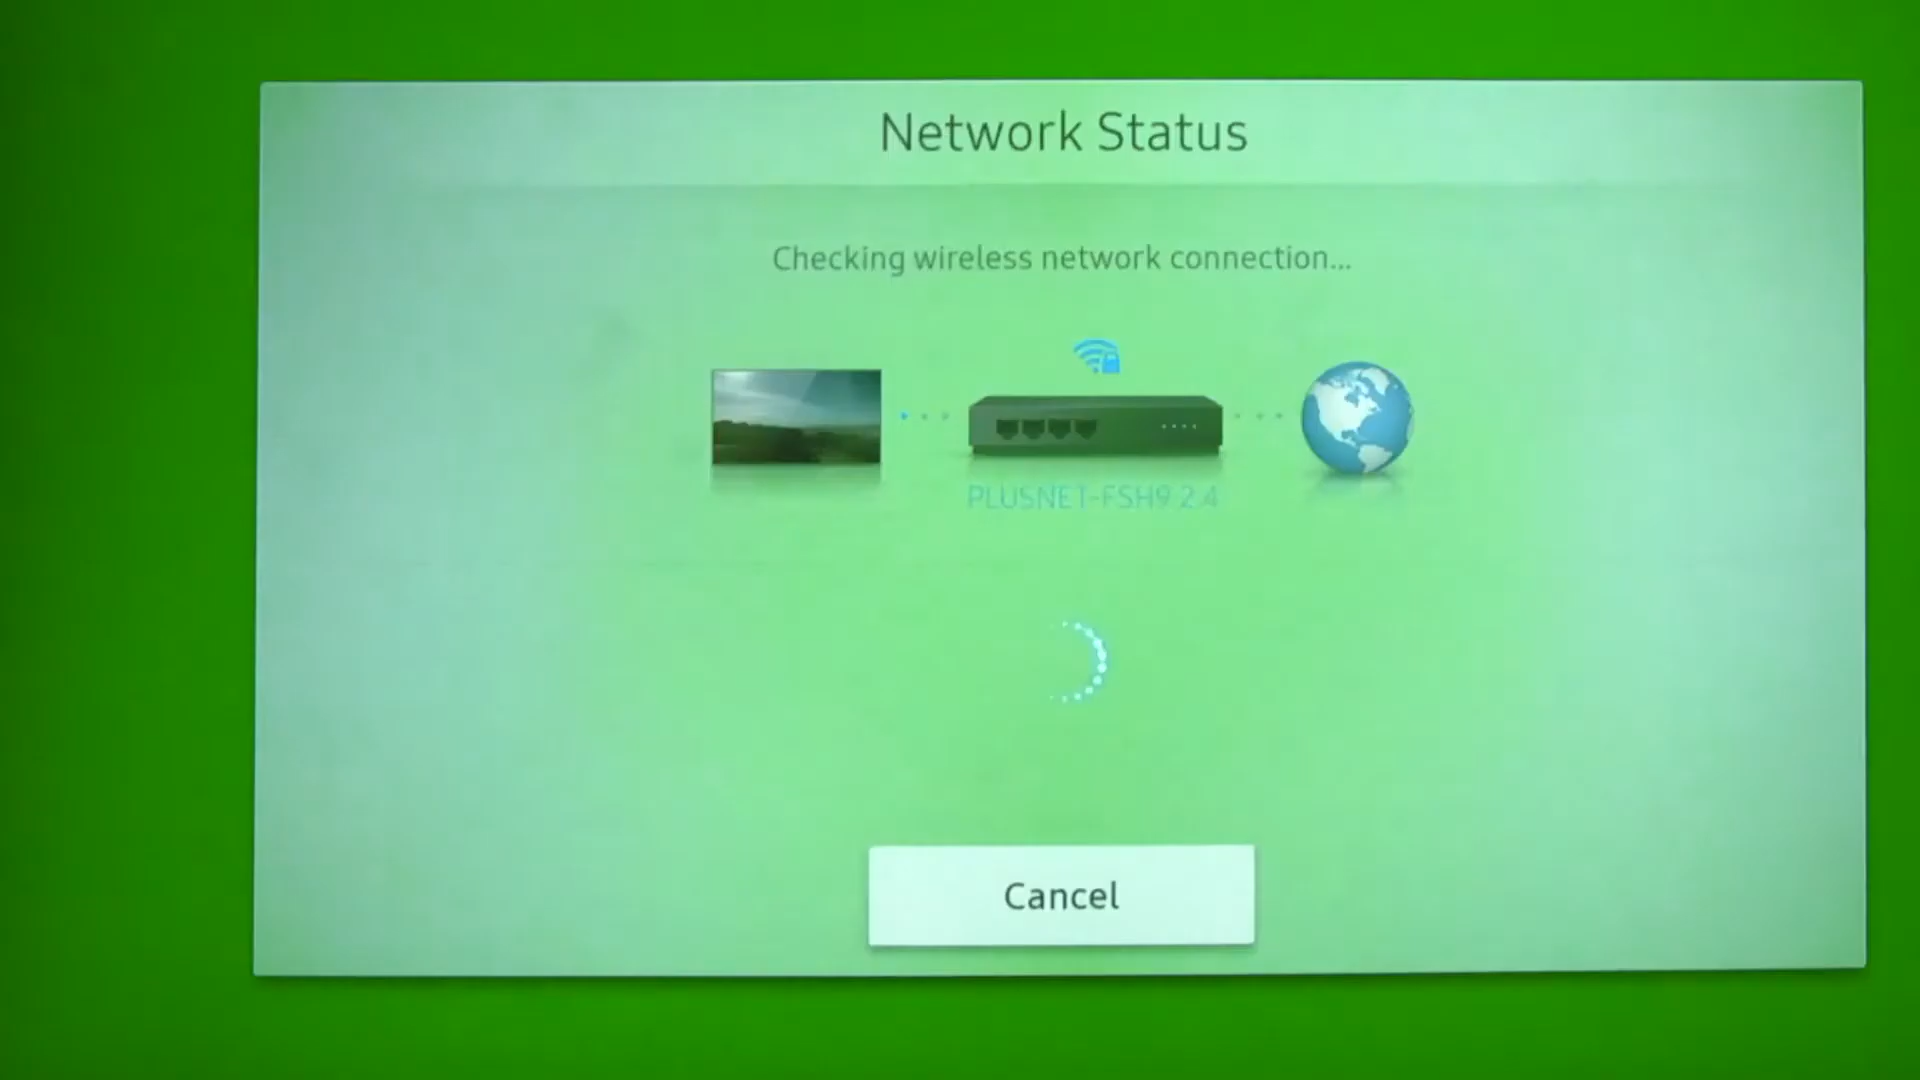 Network Status
Checking wireless network connection...
PLUSNET-FSH9 2.4
Cancel